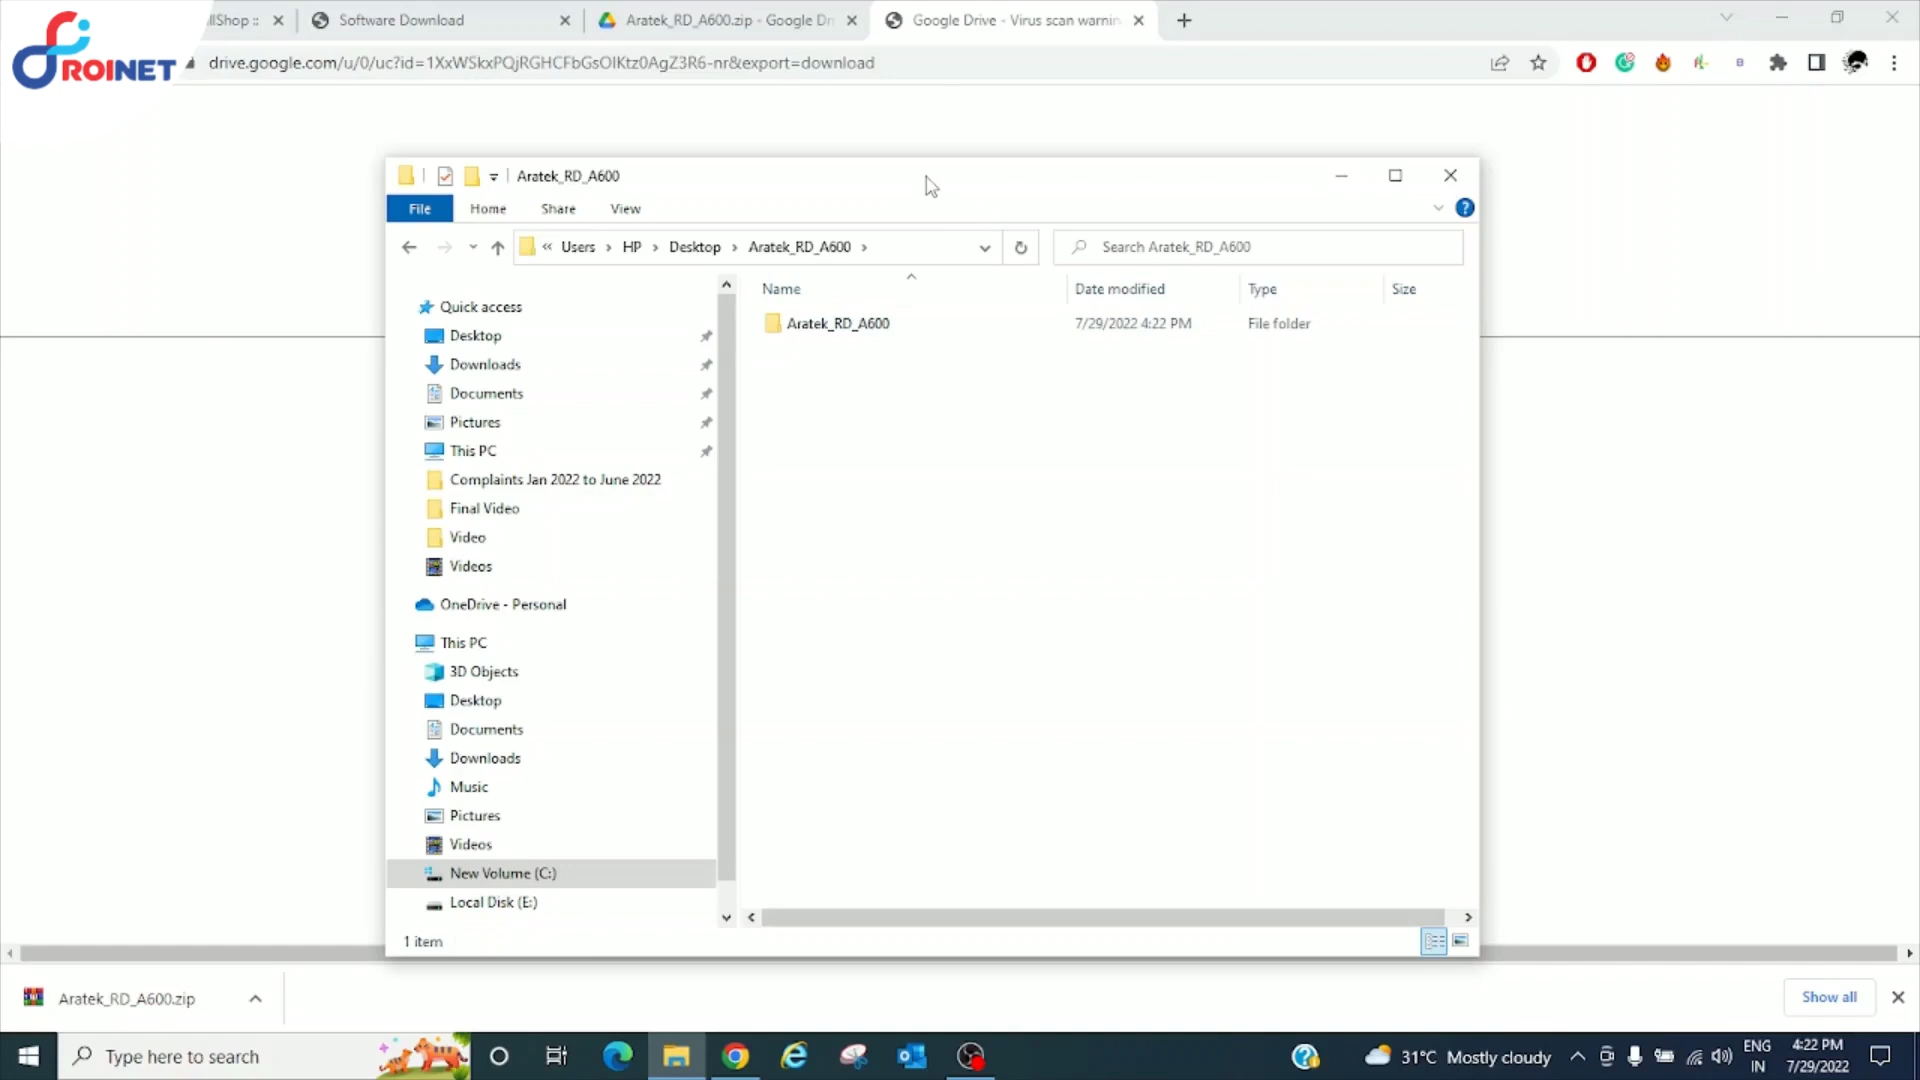 ROINET
llShop ::
Software Download
Aratek_RD_A600.zip - Google Dr
Google Drive - Virus scan warnin
drive.google.com/u/0/uc?id=1XxWSkxPQjRGHCFbGsOIKtz0AgZ3R6-nr&export=download
Aratek_RD_A600
File
Home
Share
View
« Users › HP › Desktop › Aratek_RD_A600 ›
Search Aratek_RD_A600
Name
Date modified
Type
Size
Aratek_RD_A600
7/29/2022 4:22 PM
File folder
Quick access
Desktop
Downloads
Documents
Pictures
This PC
Complaints Jan 2022 to June 2022
Final Video
Video
Videos
OneDrive - Personal
This PC
3D Objects
Desktop
Documents
Downloads
Music
Pictures
Videos
New Volume (C:)
Local Disk (E:)
1 item
Aratek_RD_A600.zip
Show all
Type here to search
31°C Mostly cloudy
ENG
IN
4:22 PM
7/29/2022